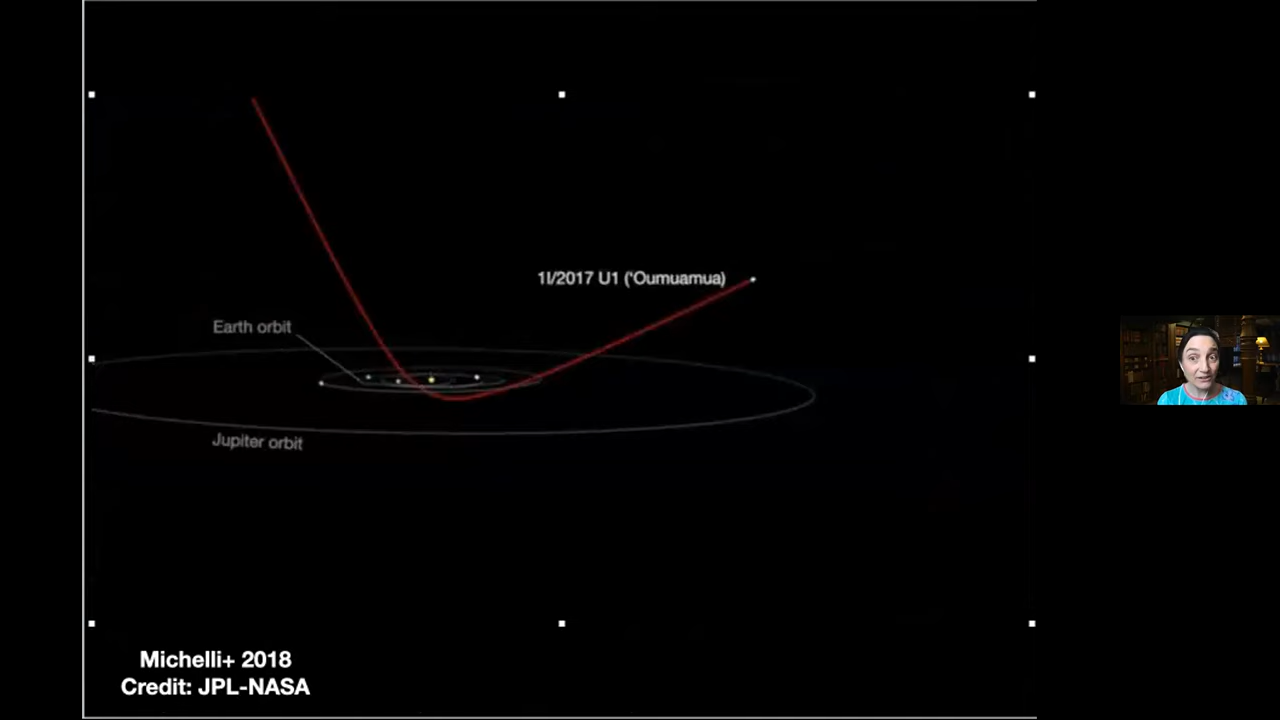 1I/2017 U1 ('Oumuamua)
Earth orbit
Jupiter orbit
Michelli+ 2018
Credit: JPL-NASA